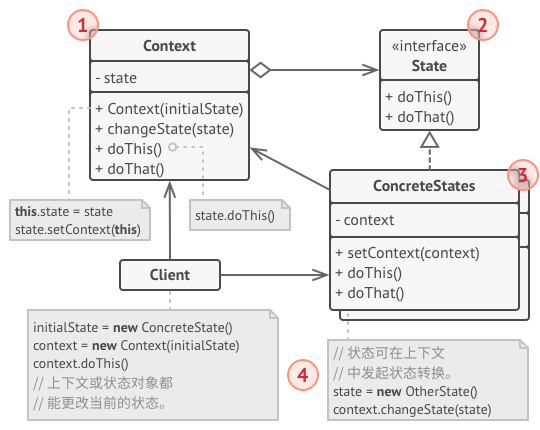 1
Context
- state
+ Context(initialState)
+ changeState(state)
+ doThis()
+ doThat()
2
«interface»
State
+ doThis()
+ doThat()
this.state = state
state.setContext(this)
state.doThis()
3
ConcreteStates
- context
+ setContext(context)
+ doThis()
+ doThat()
Client
initialState = new ConcreteState()
context = new Context(initialState)
context.doThis()
// 上下文或状态对象都
// 能更改当前的状态。
4
// 状态可在上下文
// 中发起状态转换。
state = new OtherState()
context.changeState(state)